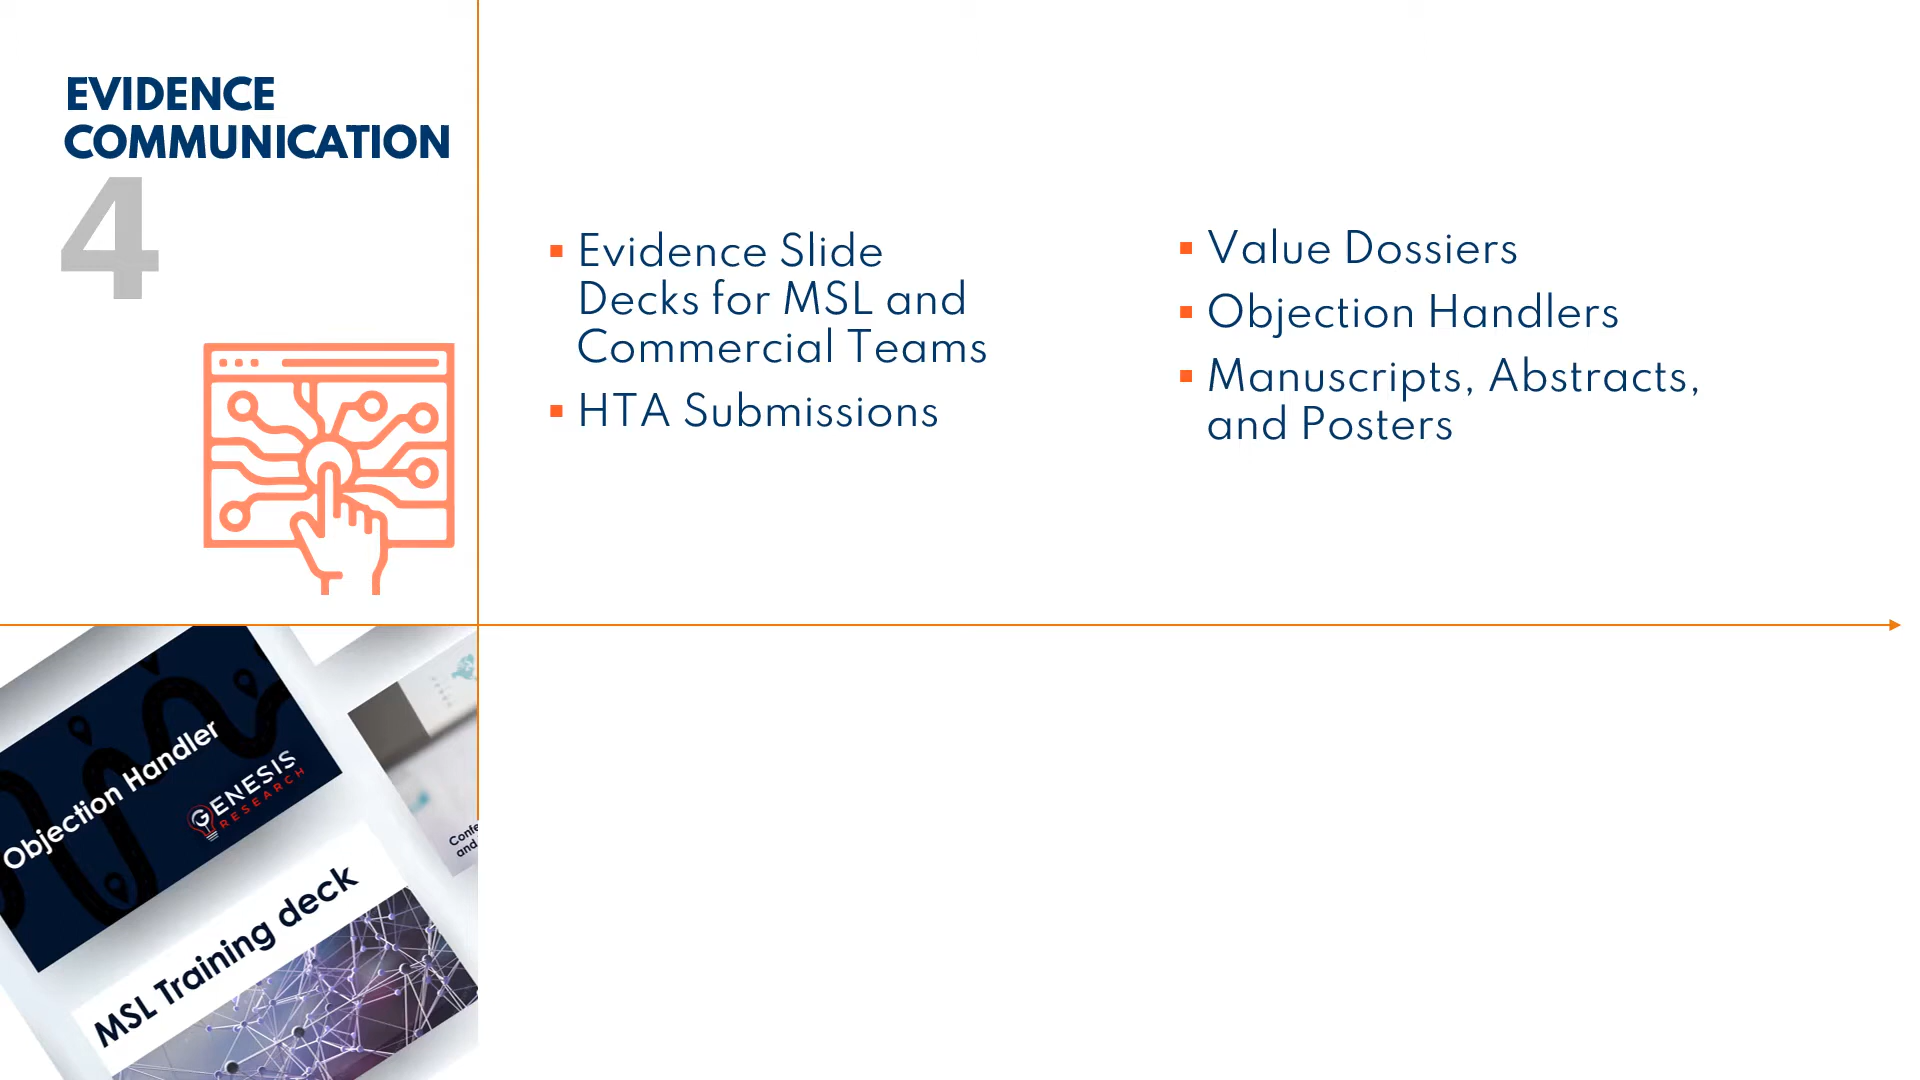 EVIDENCE
COMMUNICATION
4
Evidence Slide
Decks for MSL and
Commercial Teams
HTA Submissions
Value Dossiers
Objection Handlers
Manuscripts, Abstracts,
and Posters
Objection Handler
GENESIS
RESEARCH
and
MSL Training deck